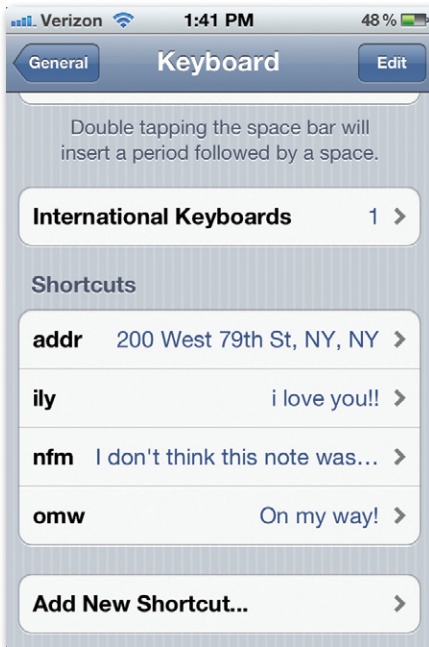 Verizon 1:41 PM 48 %
General Keyboard Edit
Double tapping the space bar will
insert a period followed by a space.
International Keyboards 1
Shortcuts
addr 200 West 79th St, NY, NY
ily i love you!!
nfm I don't think this note was...
omw On my way!
Add New Shortcut...